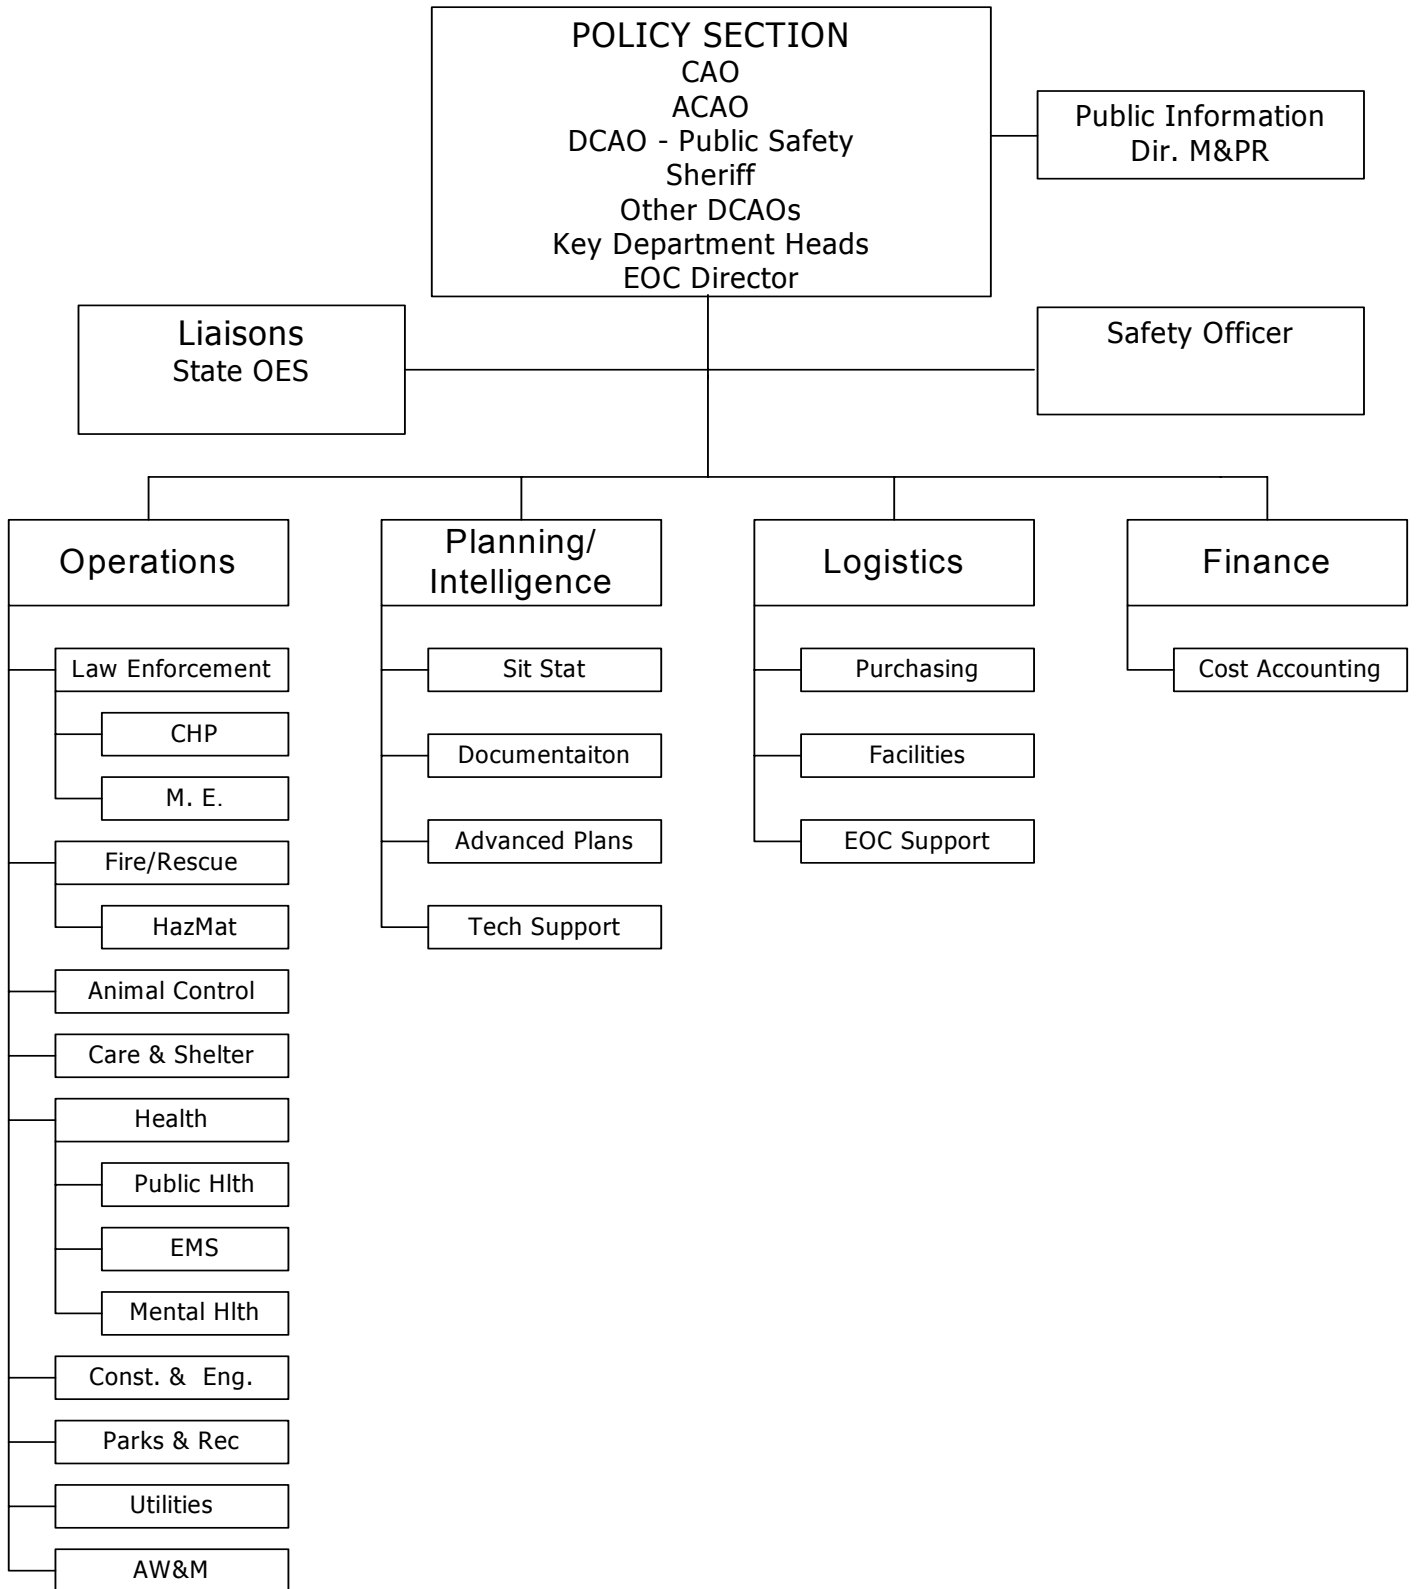 POLICY SECTION
CAO
ACAO
DCAO - Public Safety
Sheriff
Other DCAOs
Key Department Heads
EOC Director
Public Information
Dir. M&PR
Liaisons
State OES
Safety Officer
Operations
Law Enforcement
CHP
M. E.
Fire/Rescue
HazMat
Animal Control
Care & Shelter
Health
Public Hlth
EMS
Mental Hlth
Const. & Eng.
Parks & Rec
Utilities
AW&M
Planning/
Intelligence
Sit Stat
Documentaiton
Advanced Plans
Tech Support
Logistics
Purchasing
Facilities
EOC Support
Finance
Cost Accounting